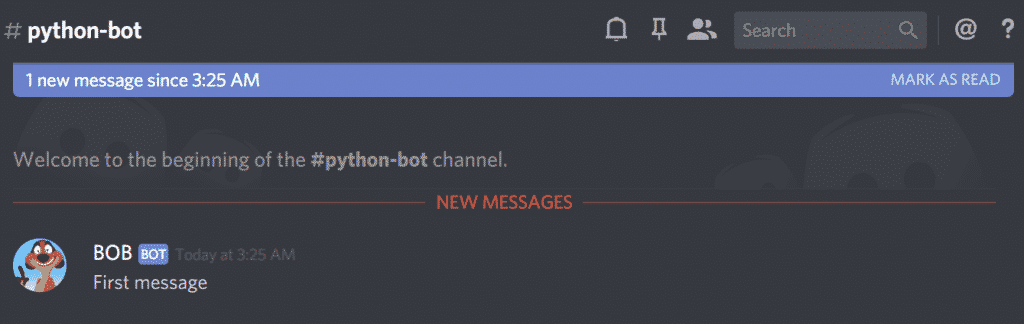 # python-bot
Search
@ ?
1 new message since 3:25 AM
MARK AS READ
Welcome to the beginning of the #python-bot channel.
NEW MESSAGES
BOB BOT Today at 3:25 AM
First message